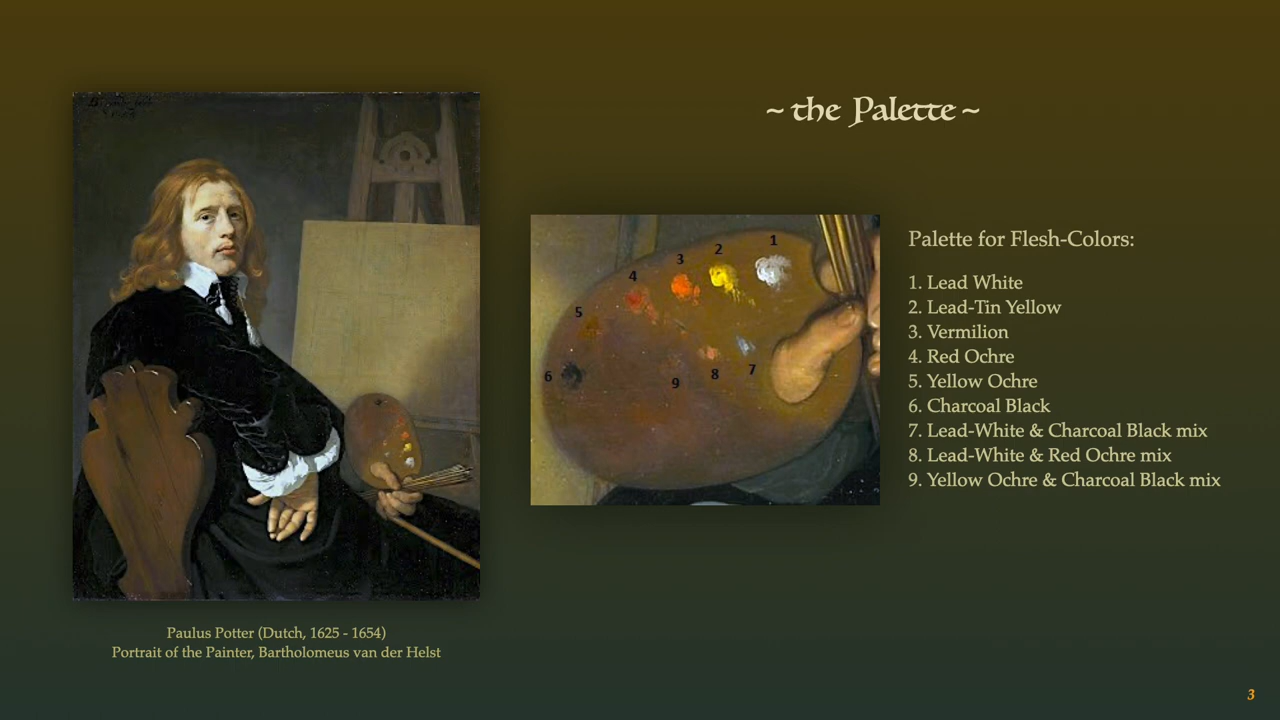 ~ the Palette ~
1
2
3
4
5
6
7
8
9
Palette for Flesh-Colors:
1. Lead White
2. Lead-Tin Yellow
3. Vermilion
4. Red Ochre
5. Yellow Ochre
6. Charcoal Black
7. Lead-White & Charcoal Black mix
8. Lead-White & Red Ochre mix
9. Yellow Ochre & Charcoal Black mix
Paulus Potter (Dutch, 1625 - 1654)
Portrait of the Painter, Bartholomeus van der Helst
3